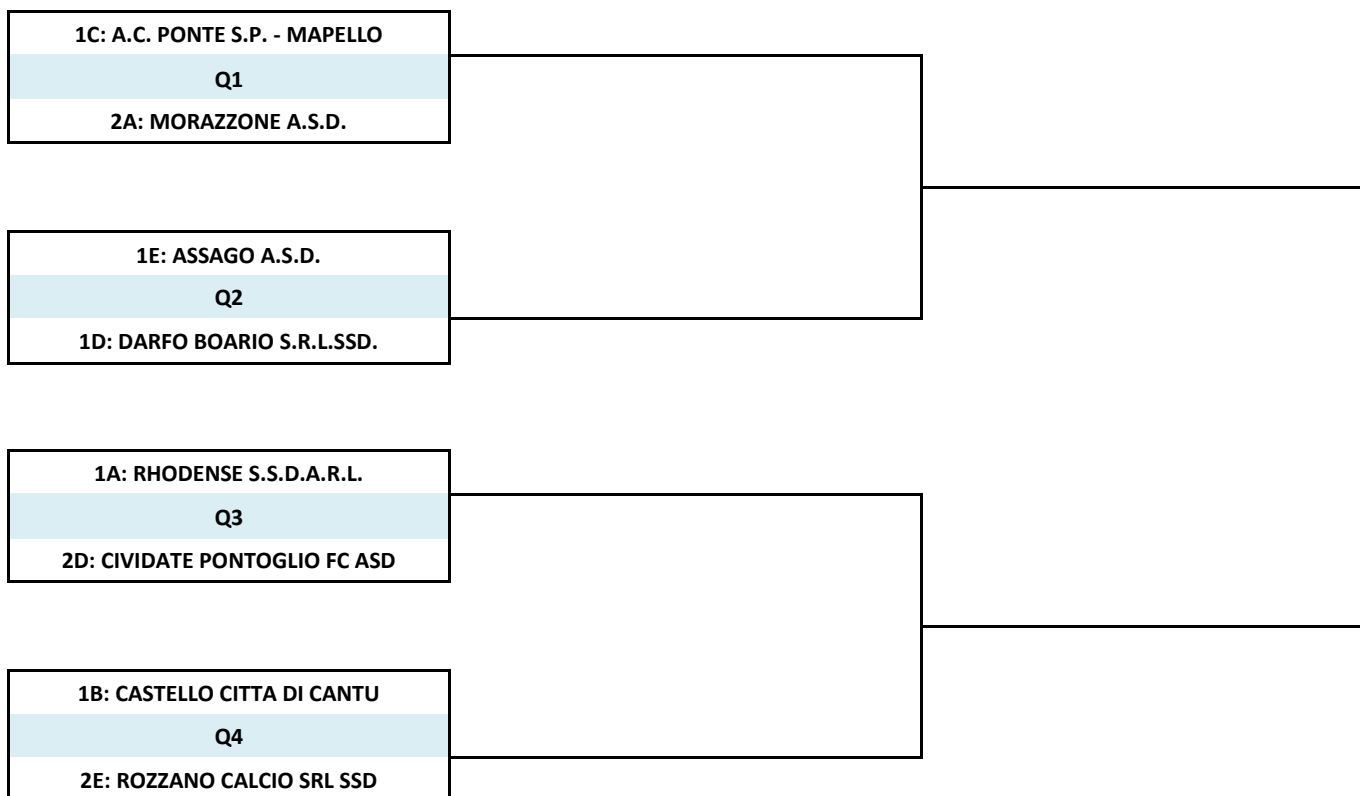 1C: A.C. PONTE S.P. - MAPELLO
Q1
2A: MORAZZONE A.S.D.
1E: ASSAGO A.S.D.
Q2
1D: DARFO BOARIO S.R.L.SSD.
1A: RHODENSE S.S.D.A.R.L.
Q3
2D: CIVIDATE PONTOGLIO FC ASD
1B: CASTELLO CITTA DI CANTU
Q4
2E: ROZZANO CALCIO SRL SSD